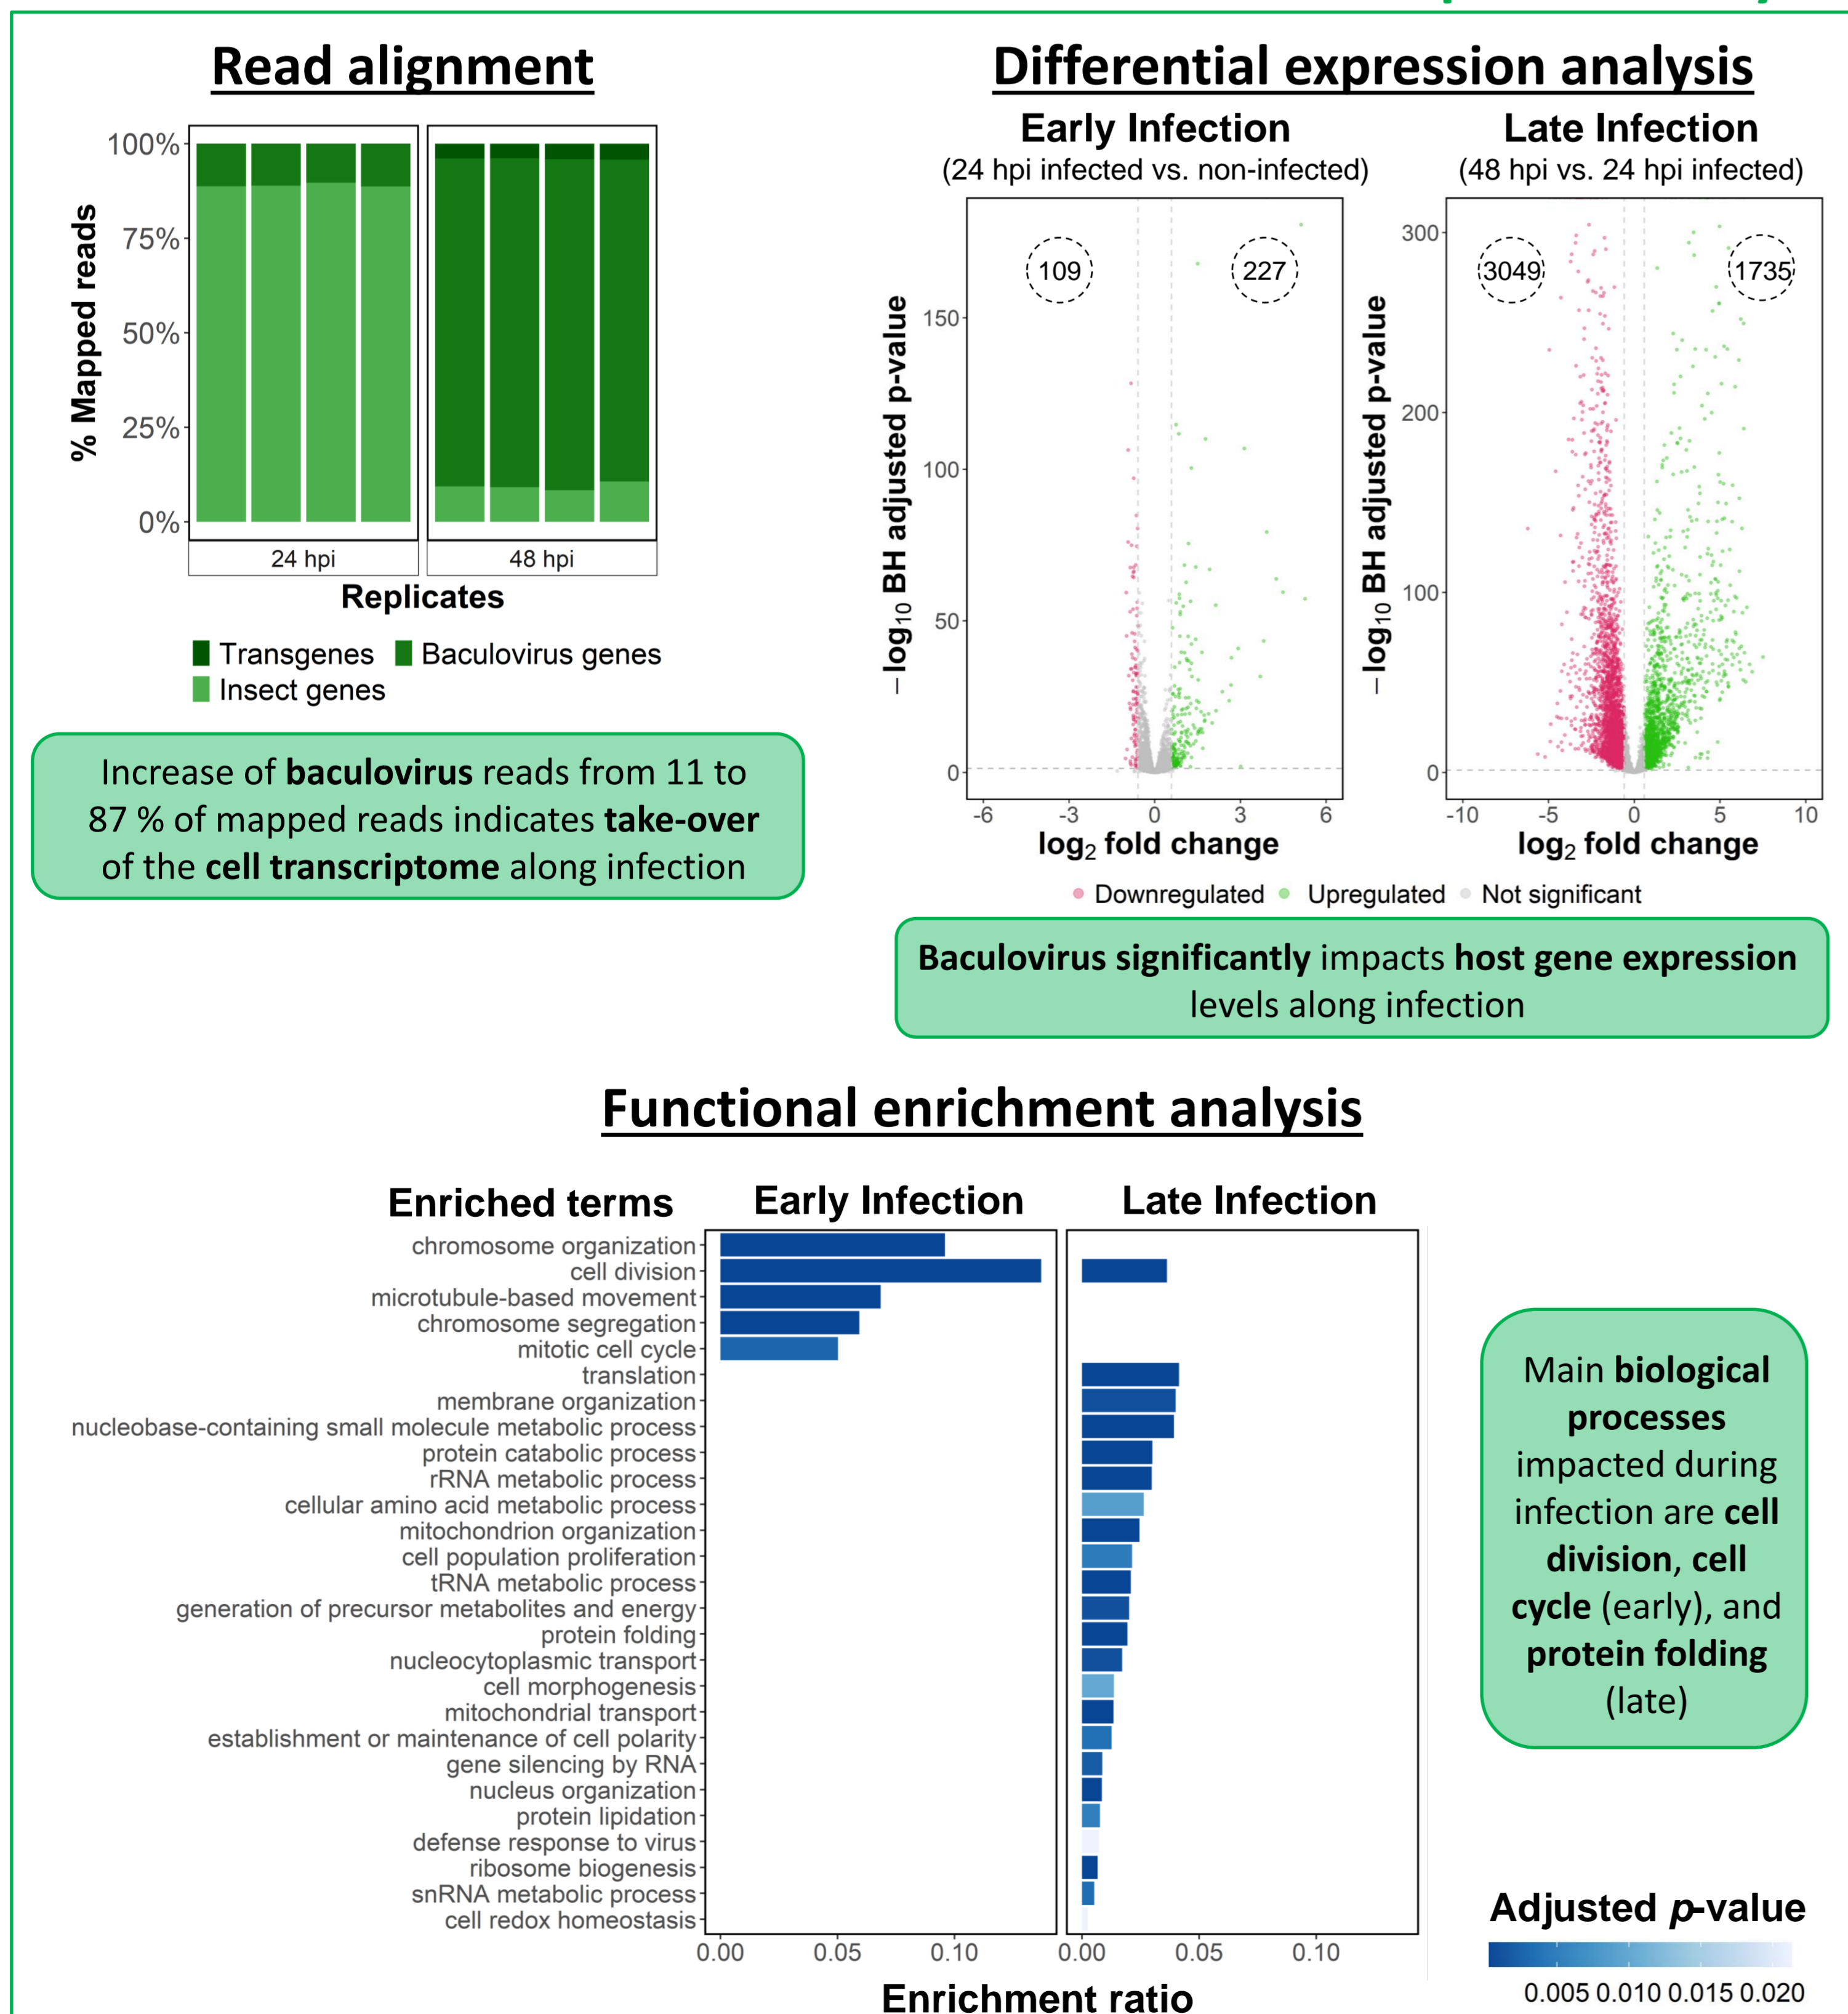 Read alignment
100%
75%
50%
25%
0%
% Mapped reads
24 hpi
48 hpi
Replicates
Transgenes
Baculovirus genes
Insect genes
Increase of baculovirus reads from 11 to
87 % of mapped reads indicates take-over
of the cell transcriptome along infection
Differential expression analysis
Early Infection
(24 hpi infected vs. non-infected)
109
227
150
100
50
0
−log10 BH adjusted p-value
-6
-3
0
3
6
log2 fold change
Late Infection
(48 hpi vs. 24 hpi infected)
3049
1735
300
200
100
0
−log10 BH adjusted p-value
-10
-5
0
5
10
log2 fold change
Downregulated
Upregulated
Not significant
Baculovirus significantly impacts host gene expression
levels along infection
Functional enrichment analysis
Enriched terms
Early Infection
Late Infection
chromosome organization
cell division
microtubule-based movement
chromosome segregation
mitotic cell cycle
translation
membrane organization
nucleobase-containing small molecule metabolic process
protein catabolic process
rRNA metabolic process
cellular amino acid metabolic process
mitochondrion organization
cell population proliferation
tRNA metabolic process
generation of precursor metabolites and energy
protein folding
nucleocytoplasmic transport
cell morphogenesis
mitochondrial transport
establishment or maintenance of cell polarity
gene silencing by RNA
nucleus organization
protein lipidation
defense response to virus
ribosome biogenesis
snRNA metabolic process
cell redox homeostasis
0.00
0.05
0.10
0.00
0.05
0.10
Enrichment ratio
Main biological
processes
impacted during
infection are cell
division, cell
cycle (early), and
protein folding
(late)
Adjusted p-value
0.005 0.010 0.015 0.020